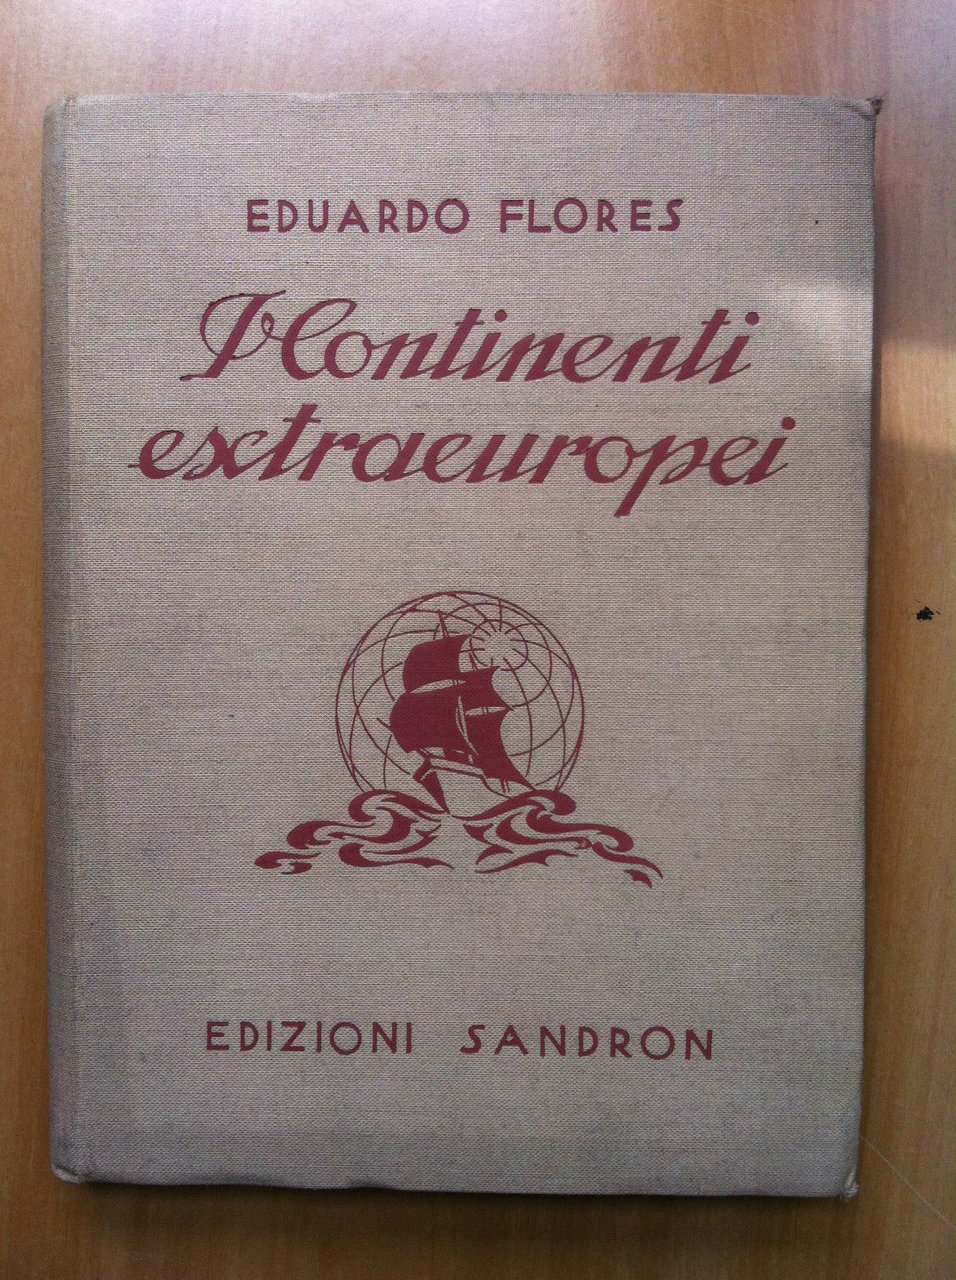 EDUARDO FLORES
I Continenti
extraeuropei
EDIZIONI SANDRON